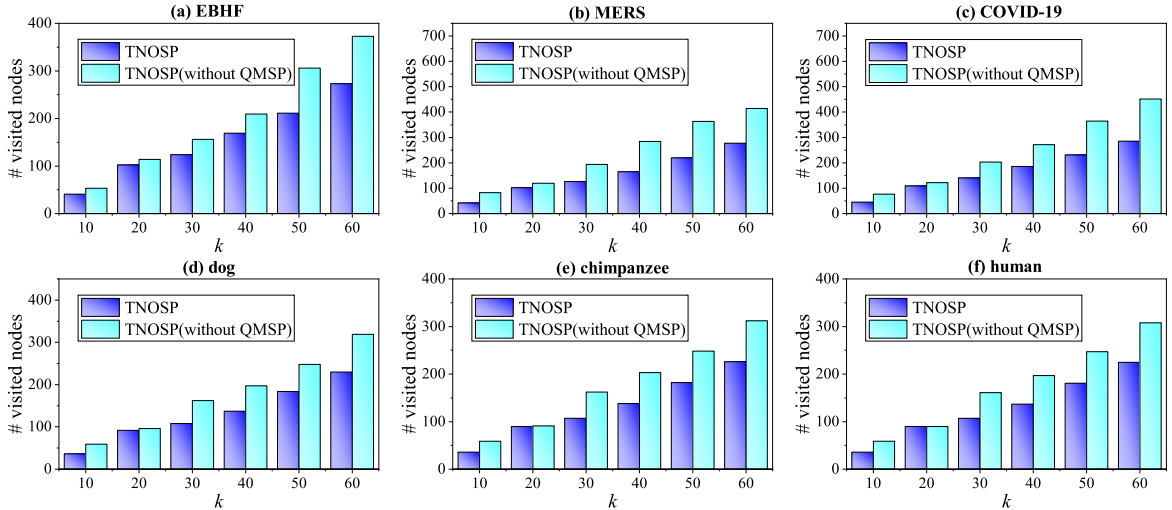 (a) EBHF
400
300
200
100
0
# visited nodes
TNOSP
TNOSP(without QMSP)
10 20 30 40 50 60
k
(b) MERS
700
600
500
400
300
200
100
0
# visited nodes
TNOSP
TNOSP(without QMSP)
10 20 30 40 50 60
k
(c) COVID-19
700
600
500
400
300
200
100
0
# visited nodes
TNOSP
TNOSP(without QMSP)
10 20 30 40 50 60
k
(d) dog
400
300
200
100
0
# visited nodes
TNOSP
TNOSP(without QMSP)
10 20 30 40 50 60
k
(e) chimpanzee
400
300
200
100
0
# visited nodes
TNOSP
TNOSP(without QMSP)
10 20 30 40 50 60
k
(f) human
400
300
200
100
0
# visited nodes
TNOSP
TNOSP(without QMSP)
10 20 30 40 50 60
k